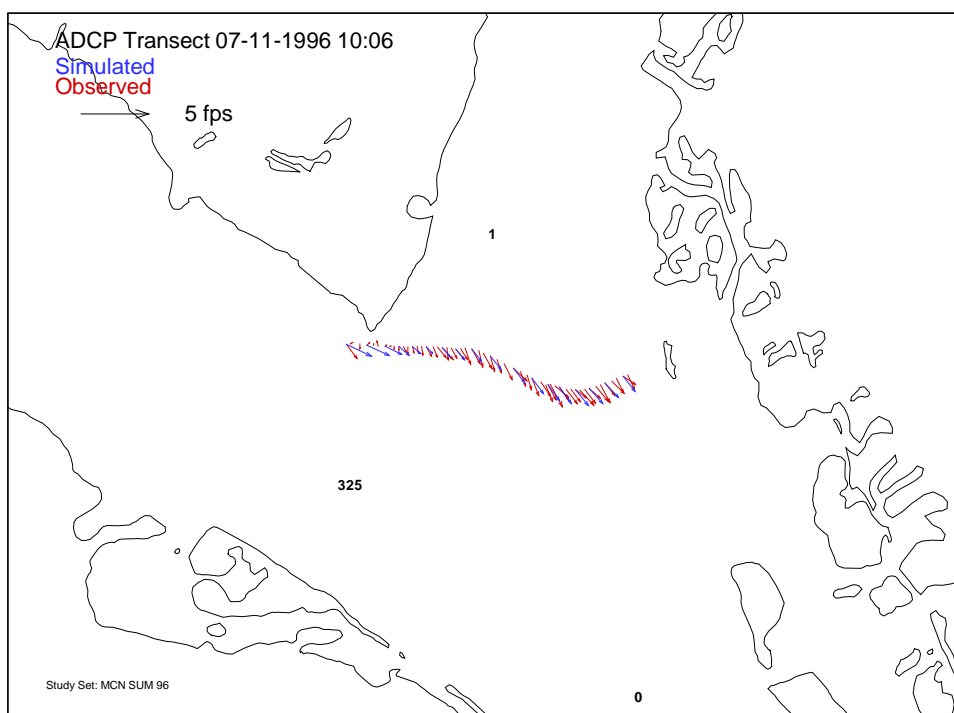 ADCP Transect 07-11-1996 10:06
Simulated
Observed
5 fps
1
325
Study Set: MCN SUM 96
0